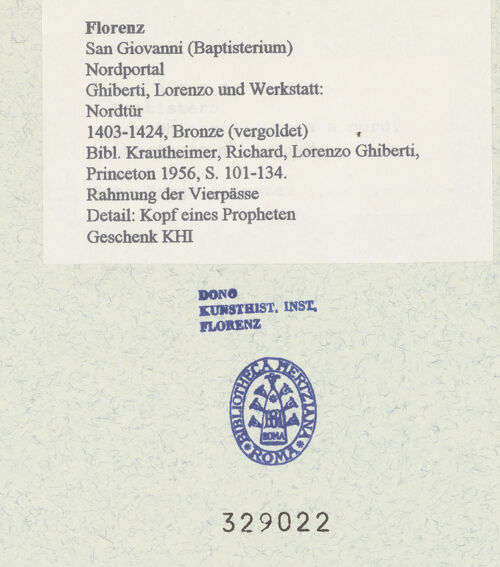 Florenz
San Giovanni (Baptisterium)
Nordportal
Ghiberti, Lorenzo und Werkstatt:
Nordtür
1403-1424, Bronze (vergoldet)
Bibl. Krautheimer, Richard, Lorenzo Ghiberti,
Princeton 1956, S. 101-134.
Rahmung der Vierpässe
Detail: Kopf eines Propheten
Geschenk KHI
DONO
KUNSTHIST. INST.
FLORENZ
BIBLIOTHECA HERTZIANA
ROMA
ROMA
329022